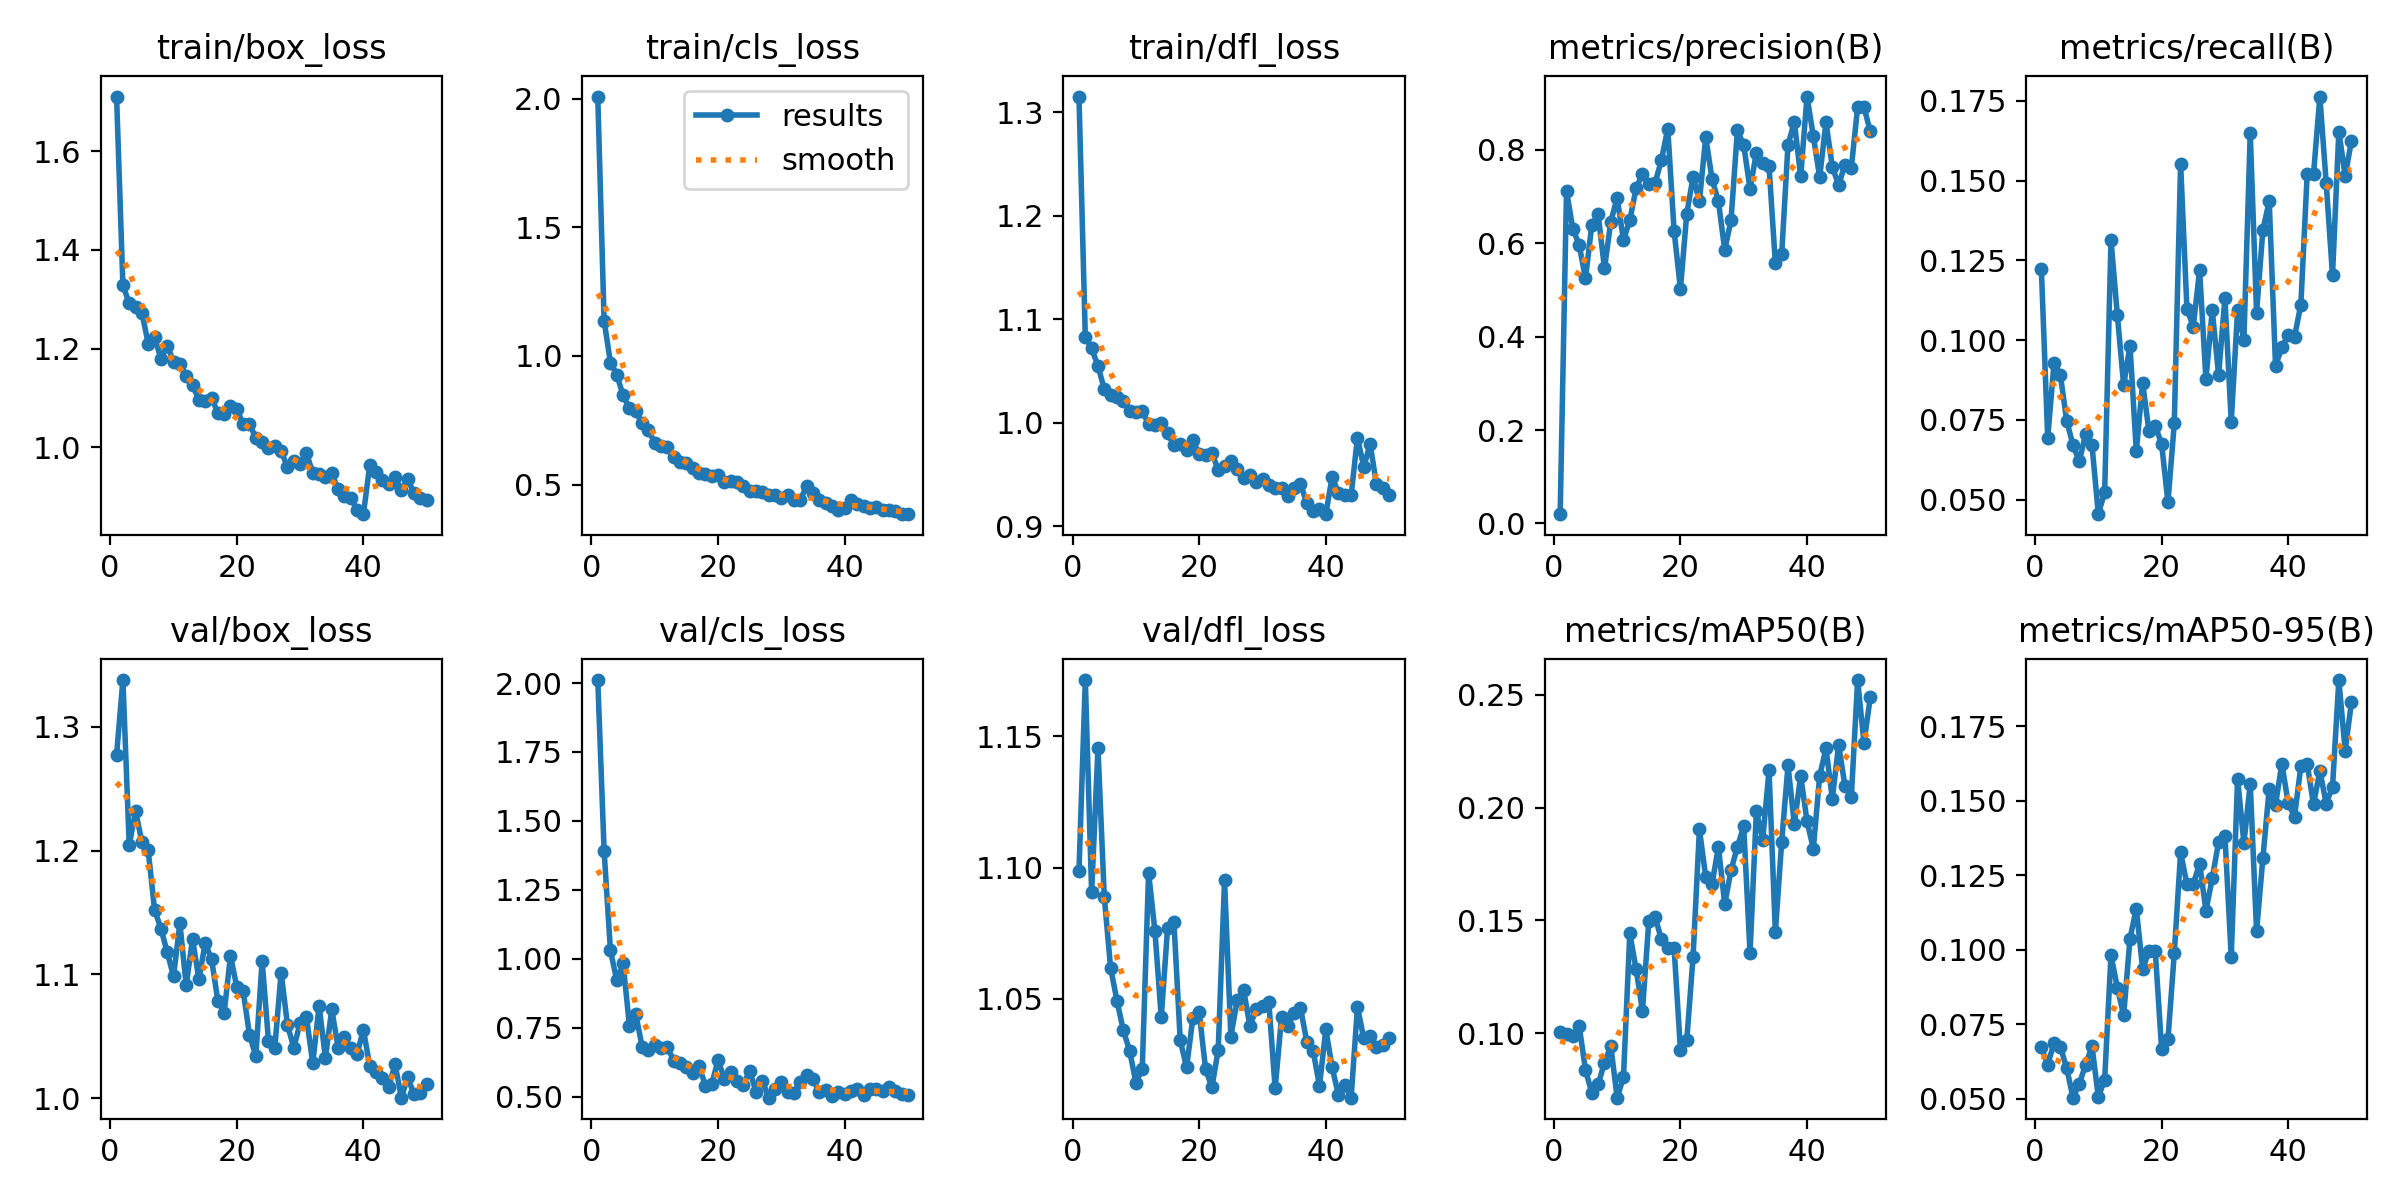 train/box_loss
1.6
1.4
1.2
1.0
0 20 40
train/cls_loss
results
smooth
2.0
1.5
1.0
0.5
0 20 40
train/dfl_loss
1.3
1.2
1.1
1.0
0.9
0 20 40
metrics/precision(B)
0.8
0.6
0.4
0.2
0.0
0 20 40
metrics/recall(B)
0.175
0.150
0.125
0.100
0.075
0.050
0 20 40
val/box_loss
1.3
1.2
1.1
1.0
0 20 40
val/cls_loss
2.00
1.75
1.50
1.25
1.00
0.75
0.50
0 20 40
val/dfl_loss
1.15
1.10
1.05
0 20 40
metrics/mAP50(B)
0.25
0.20
0.15
0.10
0 20 40
metrics/mAP50-95(B)
0.175
0.150
0.125
0.100
0.075
0.050
0 20 40